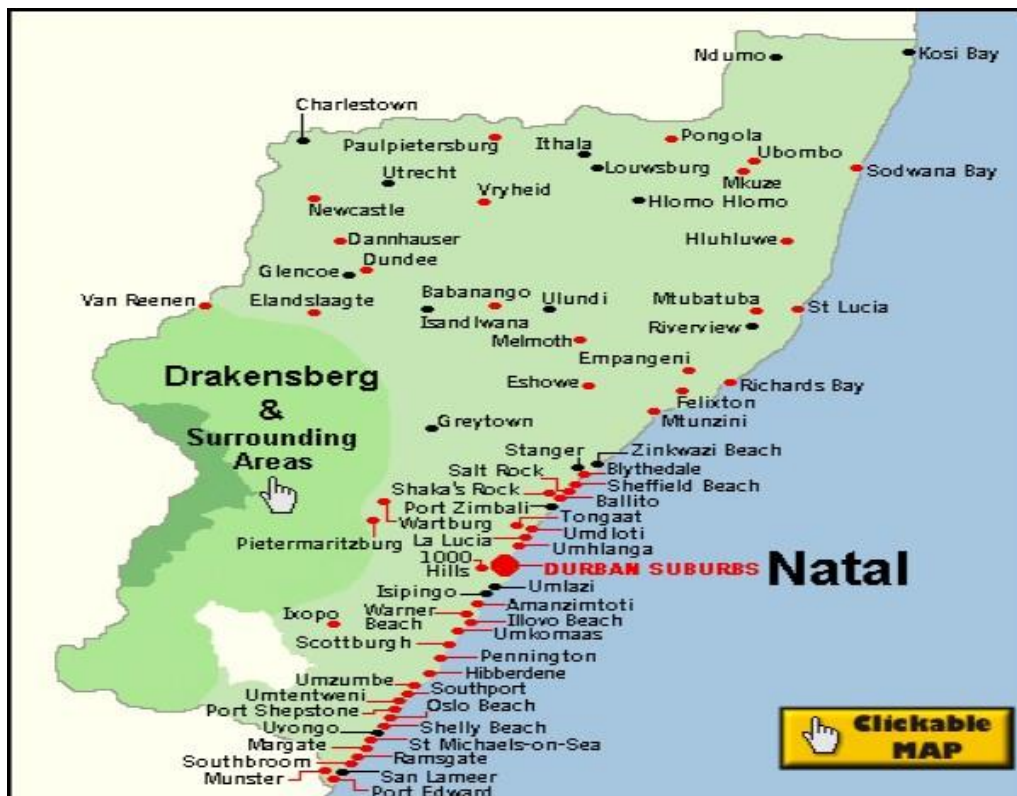 Ndumo
Kosi Bay
Charlestown
Paulpietersburg
Ithala
Pongola
Ubombo
Louwsburg
Sodwana Bay
Utrecht
Vryheid
Mkuze
Hlomo Hlomo
Newcastle
Dannhauser
Hluhluwe
Dundee
Glencoe
Van Reenen
Elandslaagte
Babanango
Ulundi
Mtubatuba
St Lucia
Isandlwana
Riverview
Melmoth
Empangeni
Drakensberg
&
Surrounding
Areas
Eshowe
Richards Bay
Felixton
Mtunzini
Greytown
Stanger
Zinkwazi Beach
Salt Rock
Blythedale
Shaka's Rock
Sheffield Beach
Ballito
Port Zimbali
Wartburg
Tongaat
La Lucia
Umdloti
Pietermaritzburg
Umhlanga
1000
Hills
DURBAN SUBURBS
Natal
Umlazi
Isipingo
Amanzimtoti
Ixopo
Warner
Beach
Illovo Beach
Umkomaas
Scottburgh
Pennington
Hibberdene
Umzumbe
Southport
Umtentweni
Oslo Beach
Port Shepstone
Uvongo
Shelly Beach
Margate
St Michaels-on-Sea
Southbroom
Ramsgate
Munster
San Lameer
Port Edward
Clickable
MAP